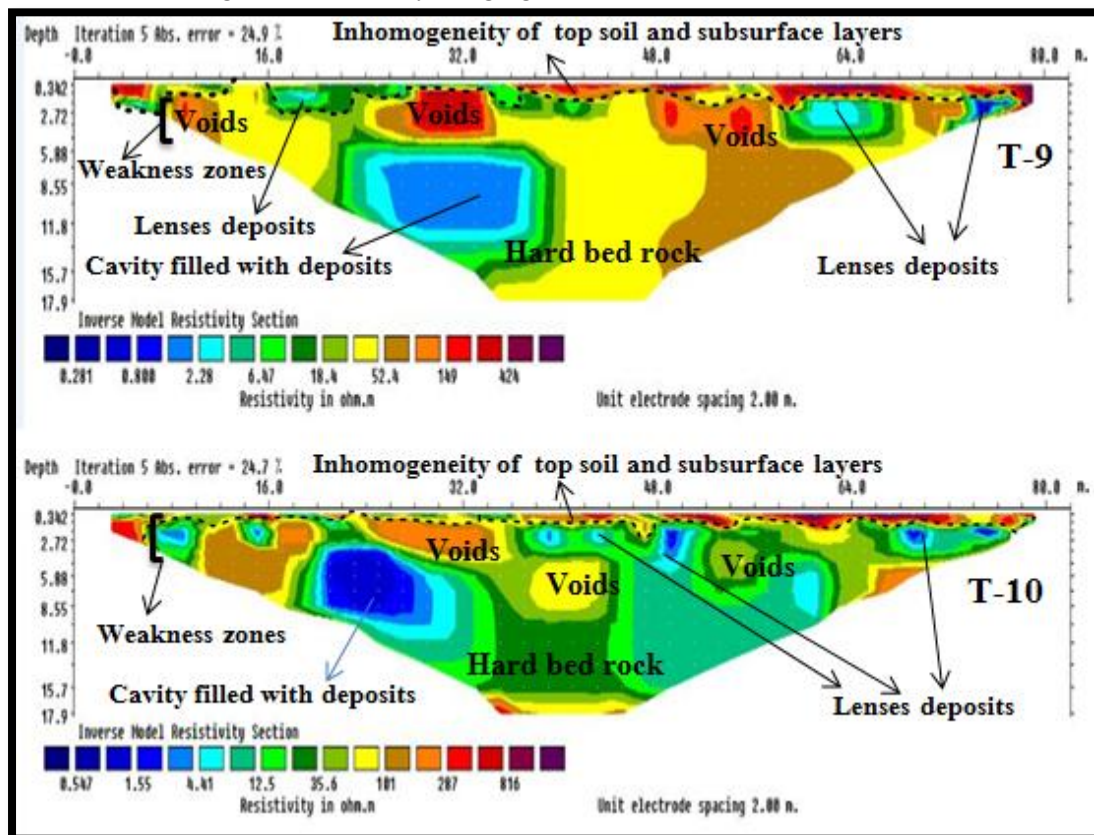 Depth Iteration 5 Abs. error = 24.9 % Inhomogeneity of top soil and subsurface layers
-0.0 16.0 32.0 48.0 64.0 80.0 m.
0.342
2.72
5.88
8.55
11.8
15.7
17.9
Voids
Voids
Voids
T-9
Weakness zones
Lenses deposits
Cavity filled with deposits
Hard bed rock
Lenses deposits
Inverse Model Resistivity Section
0.281 0.800 2.28 6.47 18.4 52.4 149 424
Resistivity in ohm.m Unit electrode spacing 2.00 m.
Depth Iteration 5 Abs. error = 24.7 % Inhomogeneity of top soil and subsurface layers
-0.0 16.0 32.0 48.0 64.0 80.0 m.
0.342
2.72
5.88
8.55
11.8
15.7
17.9
Voids
Voids
Voids
T-10
Weakness zones
Hard bed rock
Cavity filled with deposits
Lenses deposits
Inverse Model Resistivity Section
0.547 1.55 4.41 12.5 35.6 101 287 816
Resistivity in ohm.m Unit electrode spacing 2.00 m.